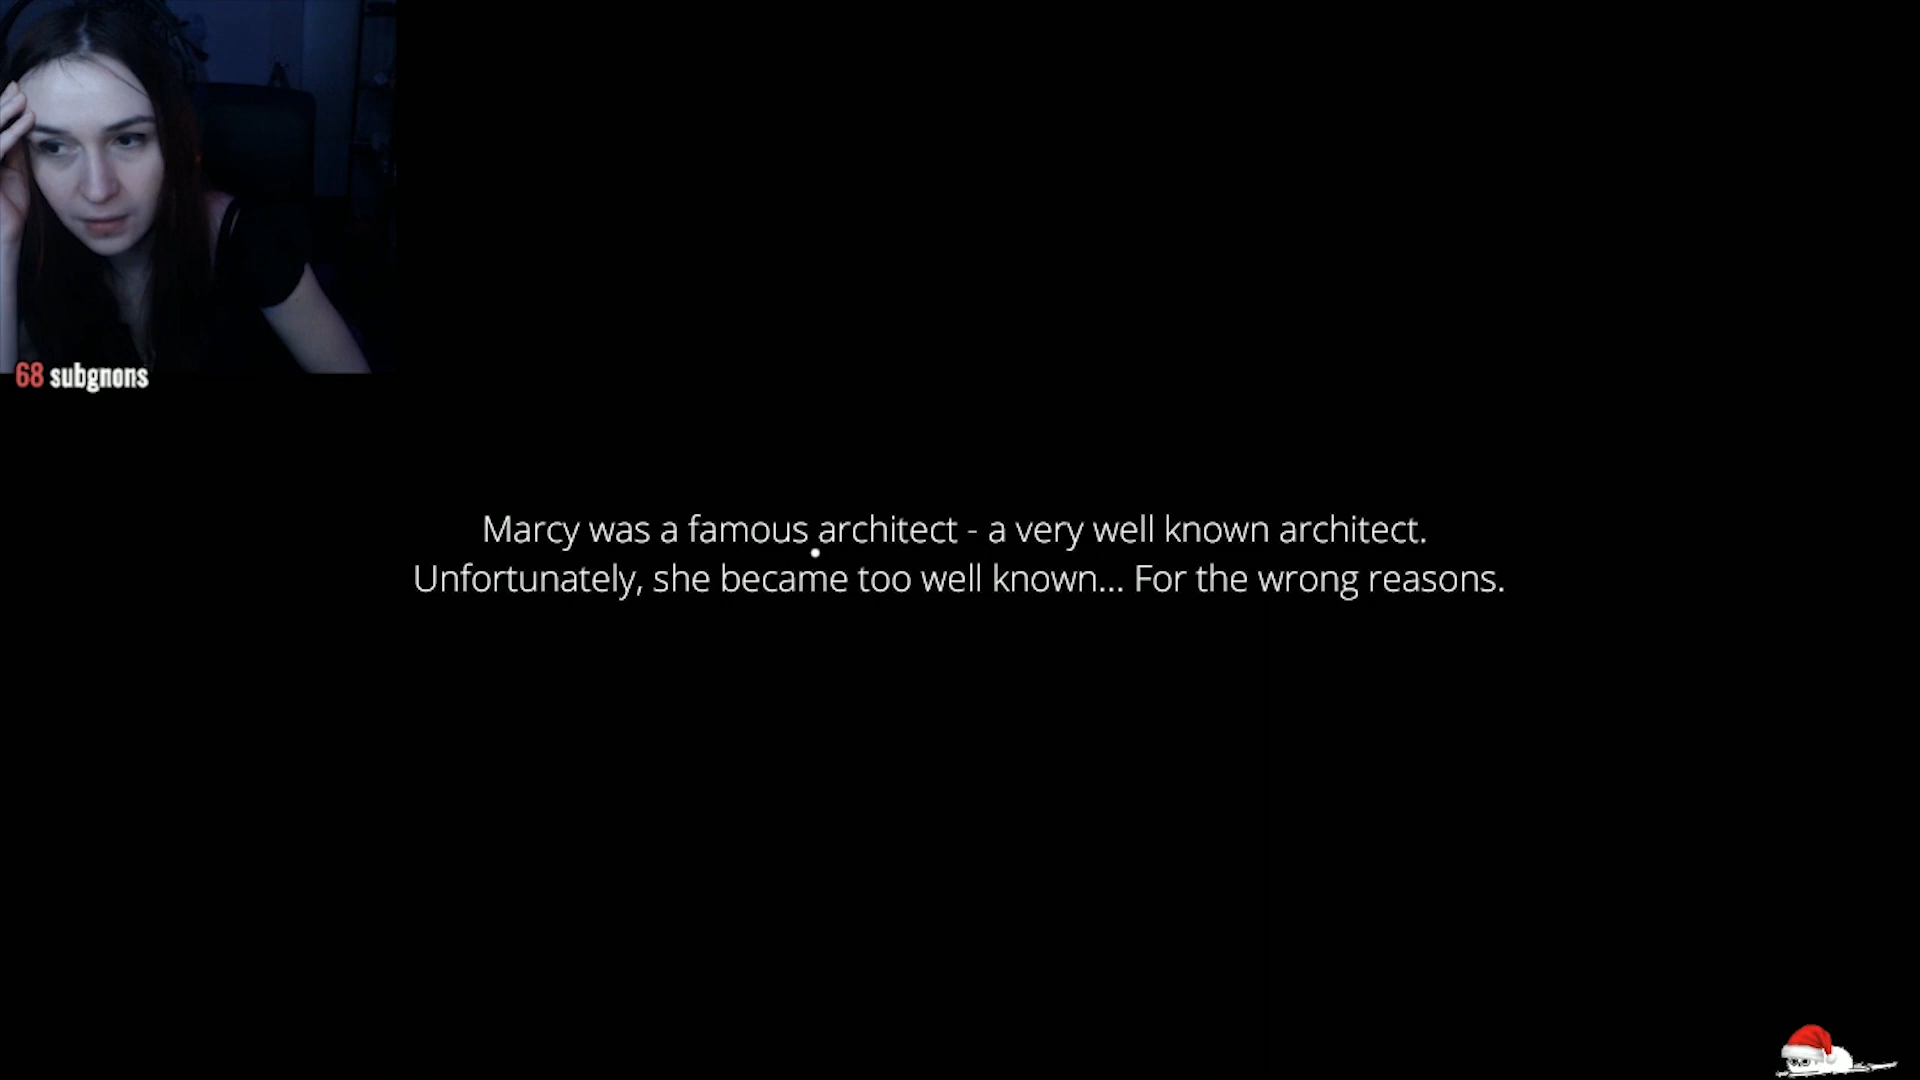 68 subgnons
Marcy was a famous architect - a very well known architect.
Unfortunately, she became too well known... For the wrong reasons.